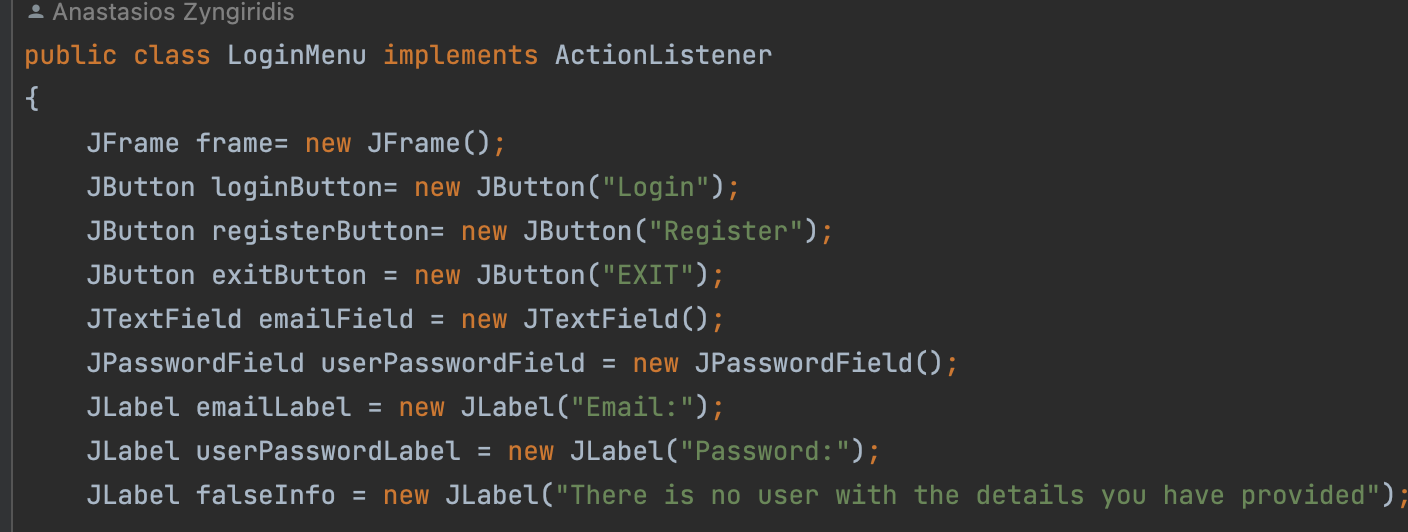 Anastasios Zyngiridis
public class LoginMenu implements ActionListener
{
JFrame frame= new JFrame();
JButton loginButton= new JButton("Login");
JButton registerButton= new JButton("Register");
JButton exitButton = new JButton("EXIT");
JTextField emailField = new JTextField();
JPasswordField userPasswordField = new JPasswordField();
JLabel emailLabel = new JLabel("Email:");
JLabel userPasswordLabel = new JLabel("Password:");
JLabel falseInfo = new JLabel("There is no user with the details you have provided");